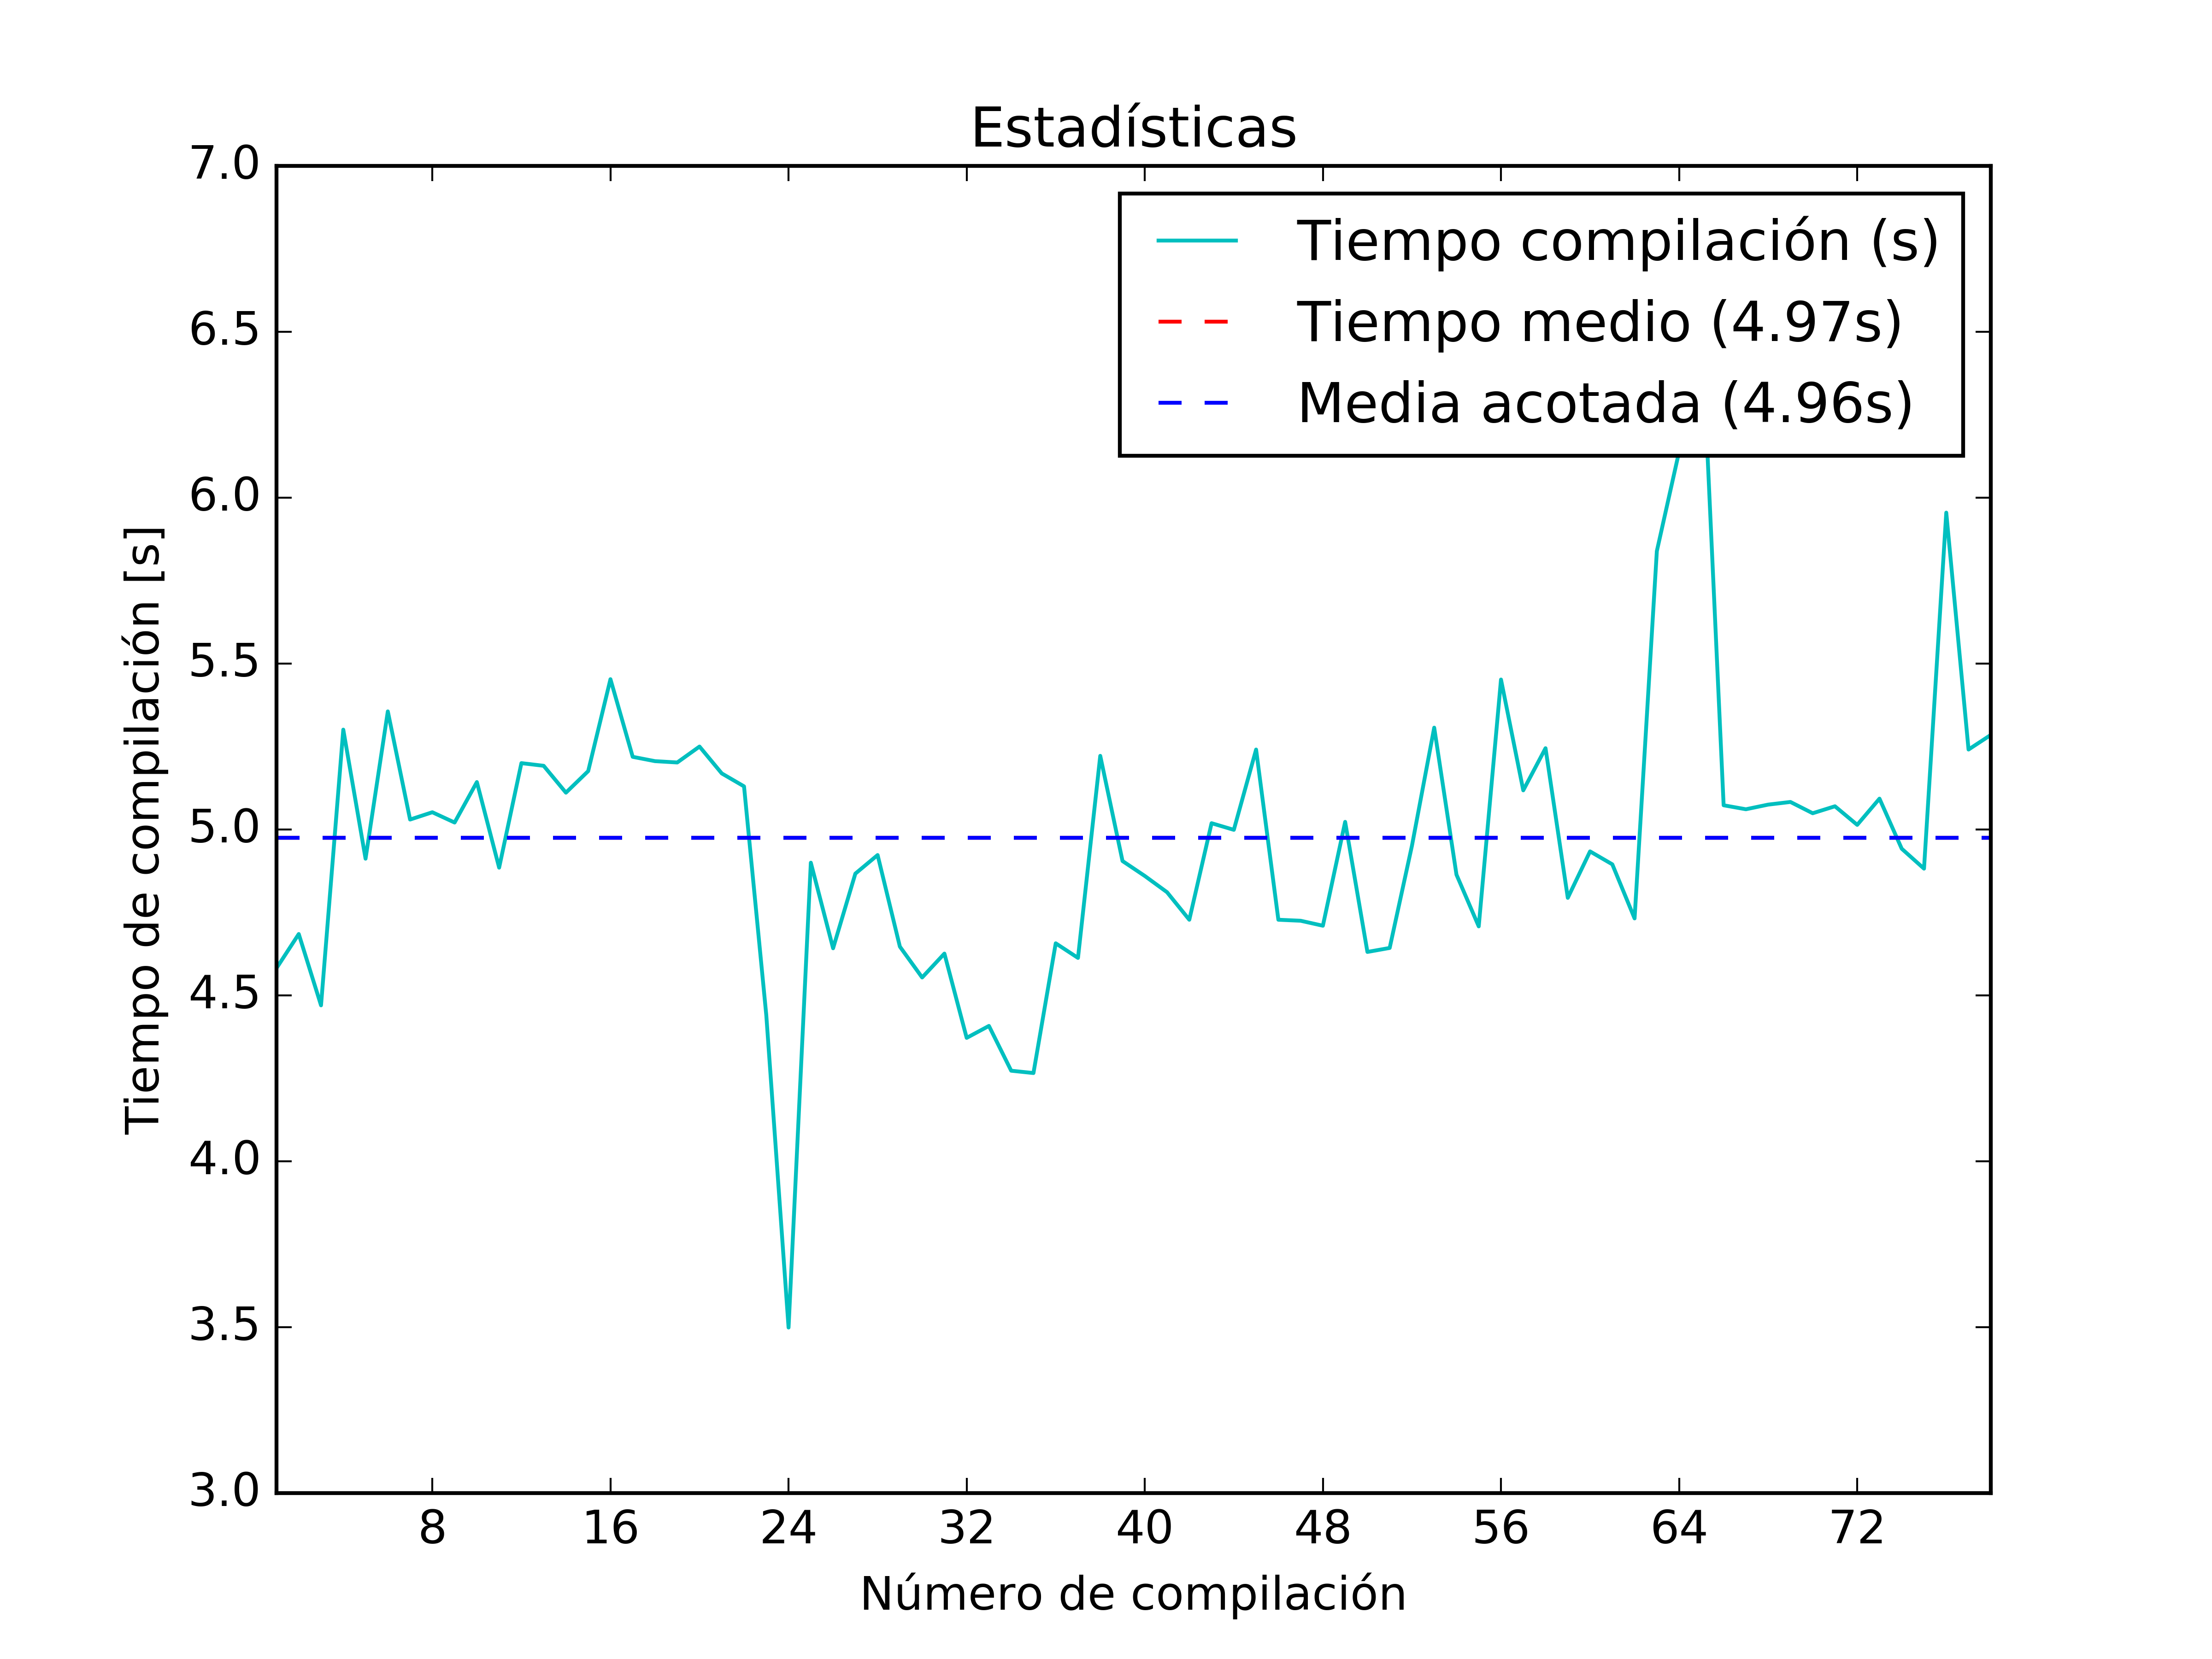 Estadísticas
7.0
6.5
6.0
5.5
5.0
4.5
4.0
3.5
3.0
Tiempo de compilación [s]
Tiempo compilación (s)
Tiempo medio (4.97s)
Media acotada (4.96s)
8 16 24 32 40 48 56 64 72
Número de compilación